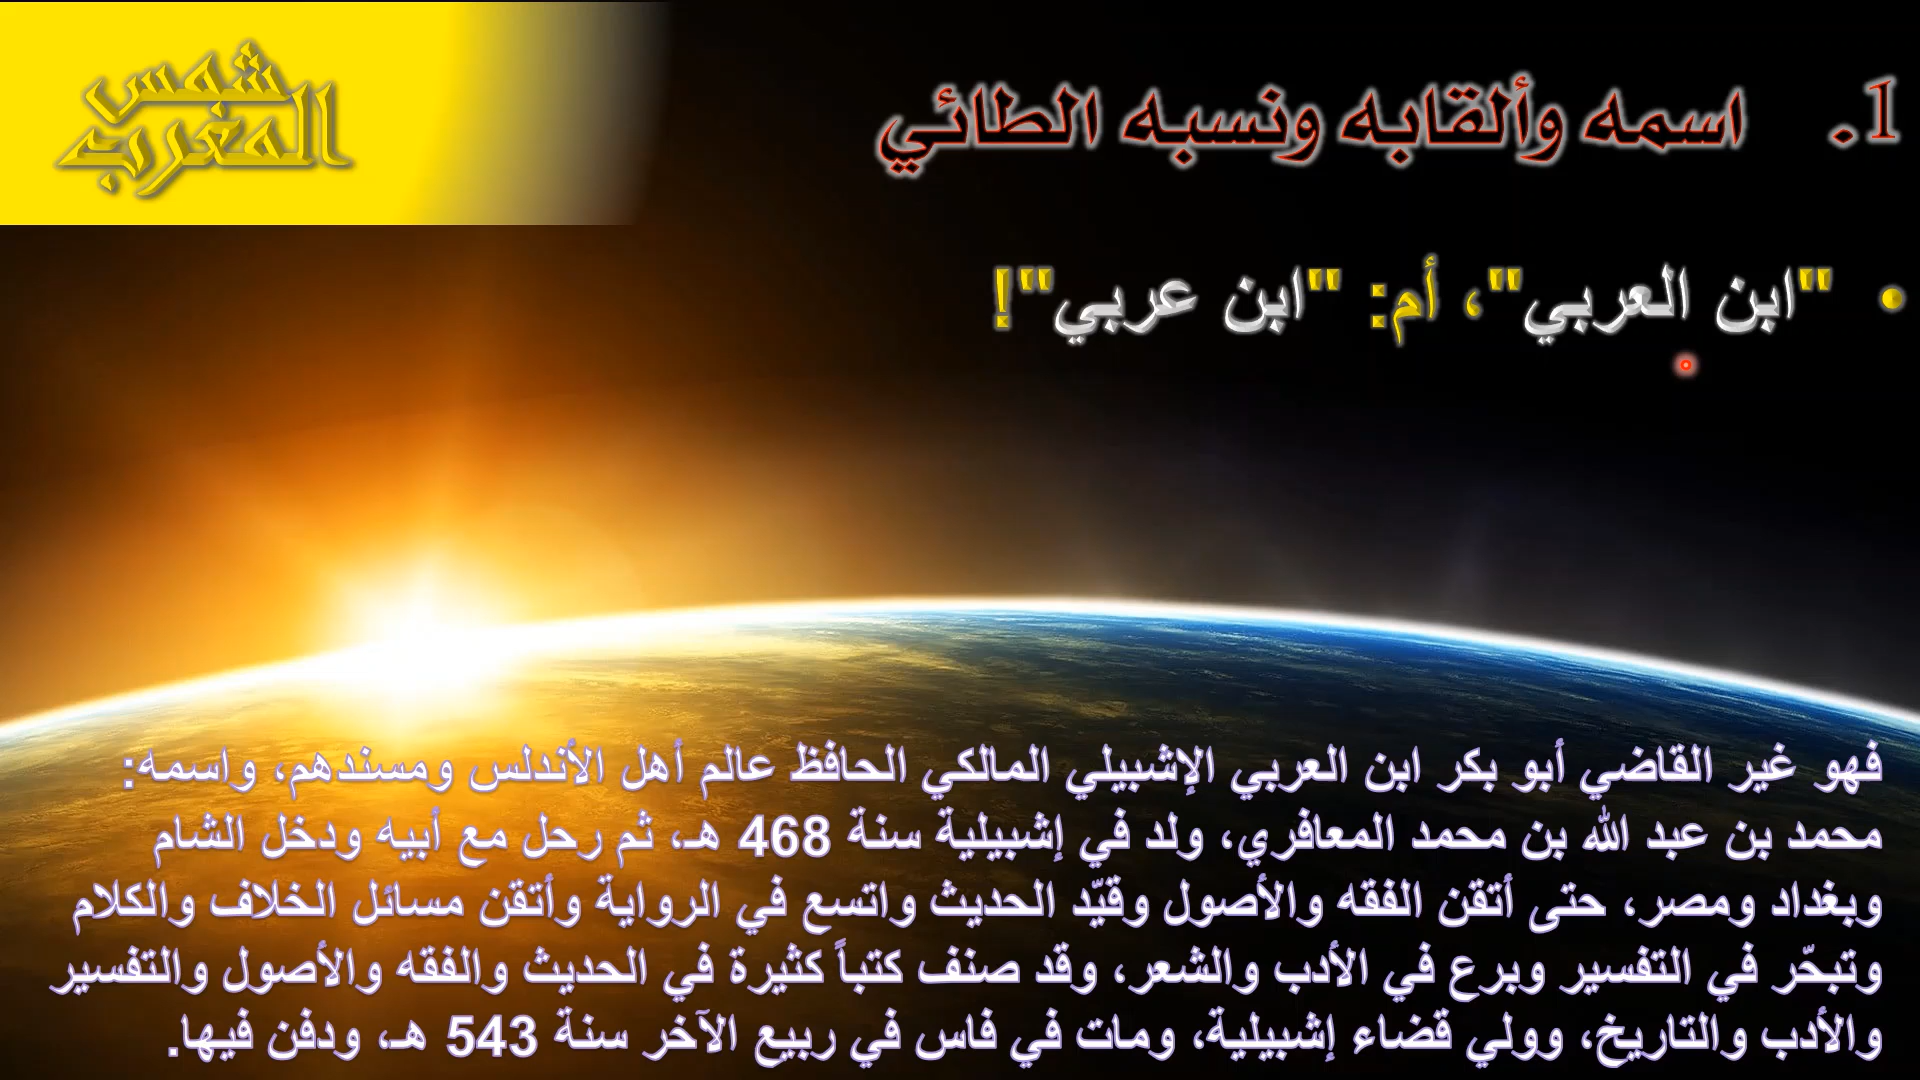 شمس
المغرب
1. اسمه وألقابه ونسبه الطائي
• "ابن العربي"، أم: "ابن عربي"!
فهو غير القاضي أبو بكر ابن العربي الإشبيلي المالكي الحافظ عالم أهل الأندلس ومسندهم، واسمه:
محمد بن عبد الله بن محمد المعافري، ولد في إشبيلية سنة 468 هـ، ثم رحل مع أبيه ودخل الشام
وبغداد ومصر، حتى أتقن الفقه والأصول وقيّد الحديث واتسع في الرواية وأتقن مسائل الخلاف والكلام
وتبحّر في التفسير وبرع في الأدب والشعر، وقد صنف كتباً كثيرة في الحديث والفقه والأصول والتفسير
والأدب والتاريخ، وولي قضاء إشبيلية، ومات في فاس في ربيع الآخر سنة 543 هـ، ودفن فيها.